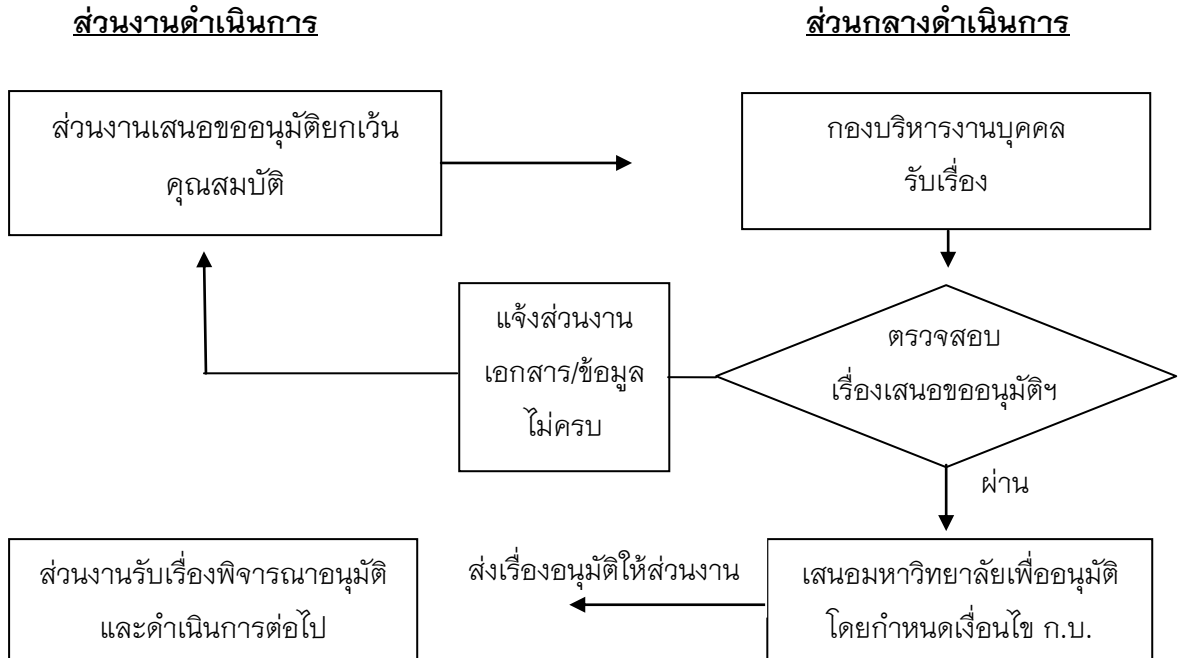 ส่วนงานดำเนินการ
ส่วนกลางดำเนินการ
ส่วนงานเสนอขออนุมัติยกเว้น
คุณสมบัติ
กองบริหารงานบุคคล
รับเรื่อง
แจ้งส่วนงาน
เอกสาร/ข้อมูล
ไม่ครบ
ตรวจสอบ
เรื่องเสนอขออนุมัติฯ
ผ่าน
ส่วนงานรับเรื่องพิจารณาอนุมัติ
และดำเนินการต่อไป
ส่งเรื่องอนุมัติให้ส่วนงาน
เสนอมหาวิทยาลัยเพื่ออนุมัติ
โดยกำหนดเงื่อนไข ก.บ.